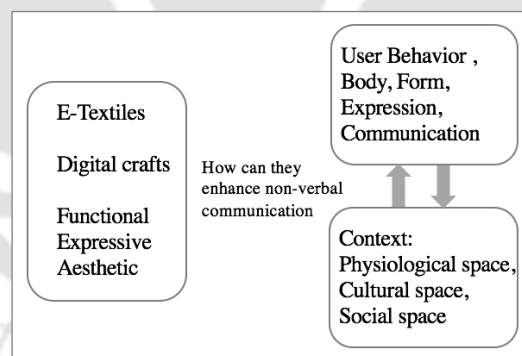 E-Textiles
Digital crafts
Functional
Expressive
Aesthetic
How can they
enhance non-verbal
communication
User Behavior ,
Body, Form,
Expression,
Communication
Context:
Physiological space,
Cultural space,
Social space